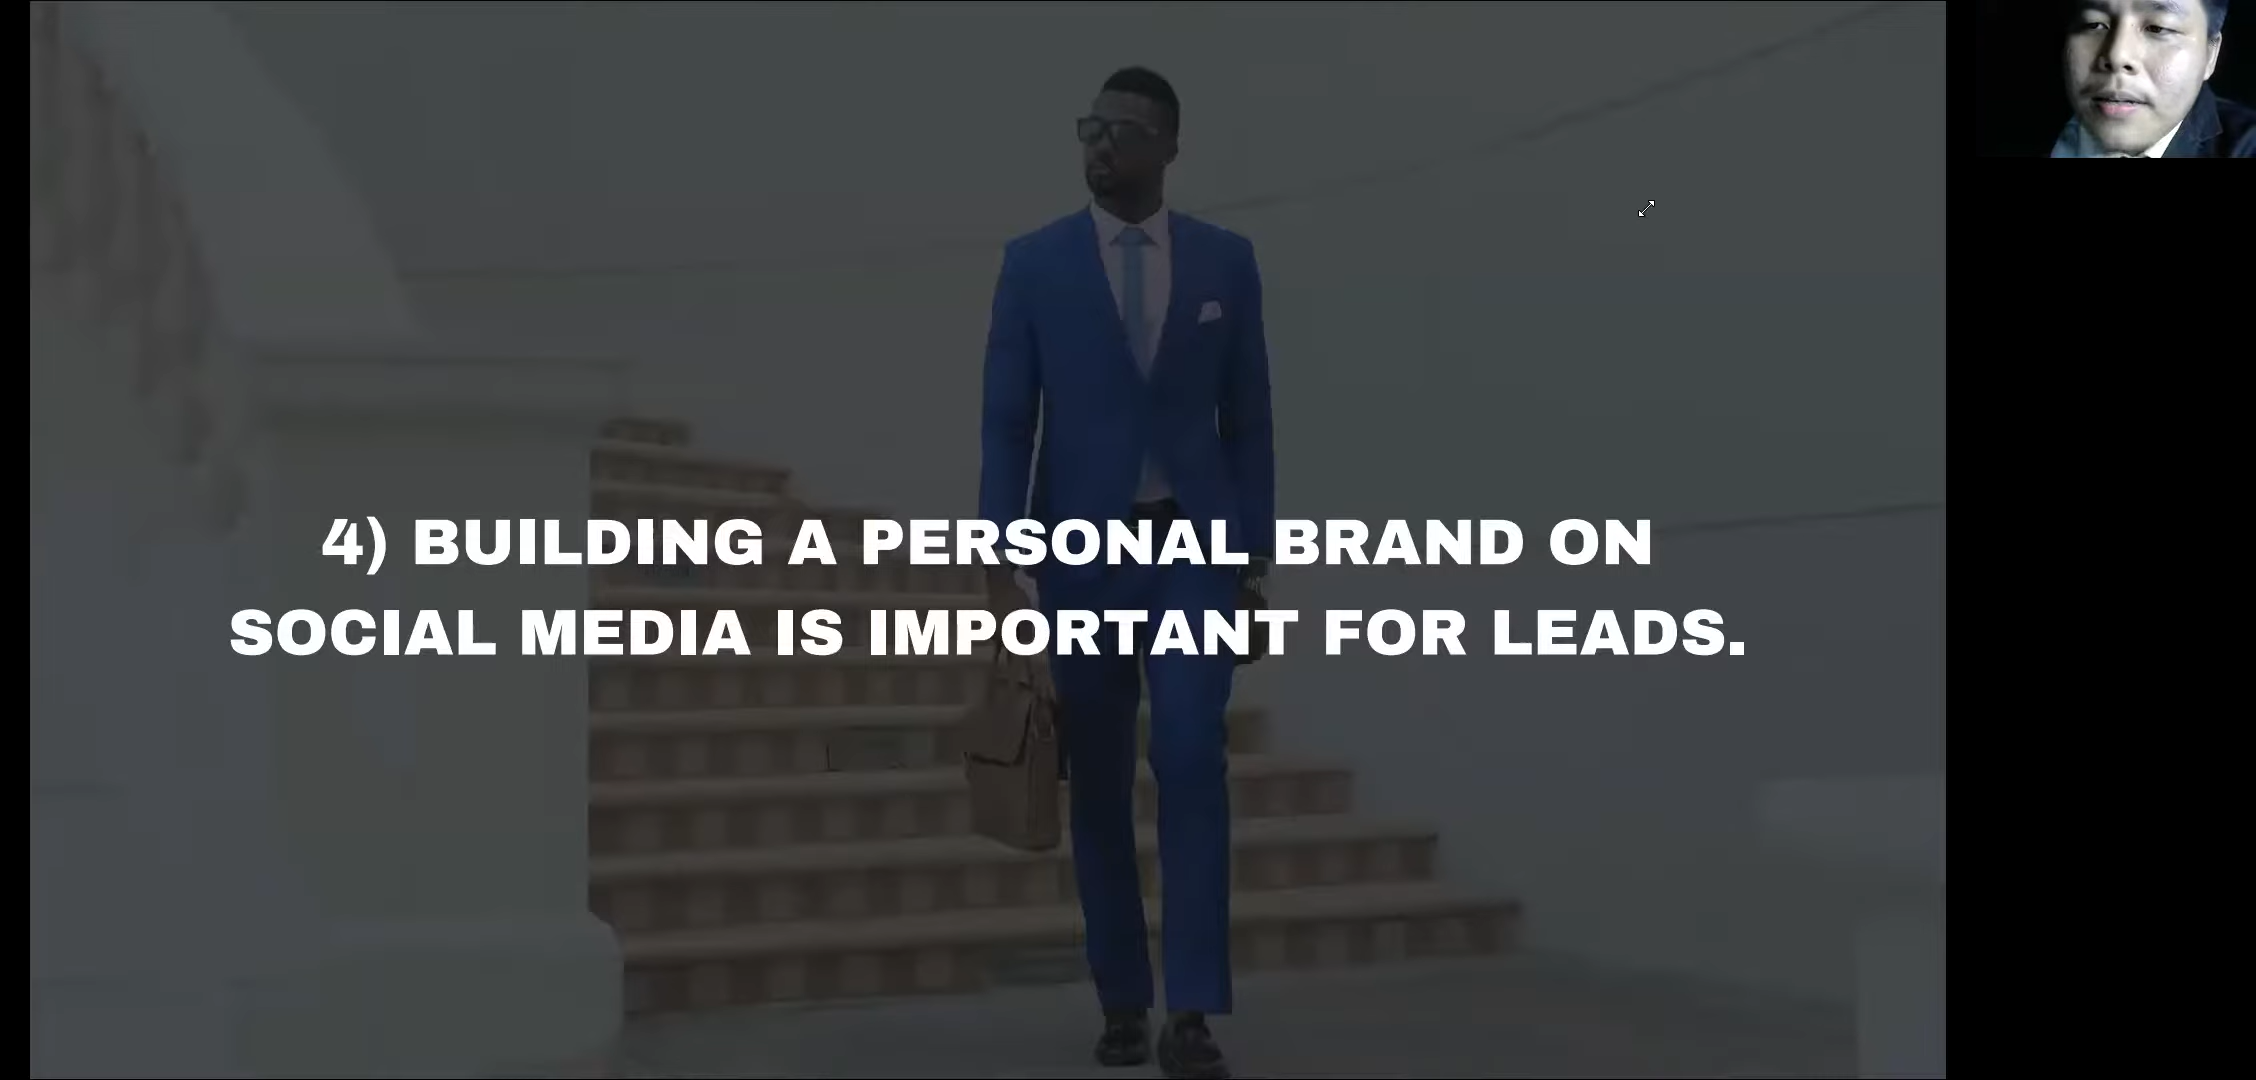 4) BUILDING A PERSONAL BRAND ON
SOCIAL MEDIA IS IMPORTANT FOR LEADS.